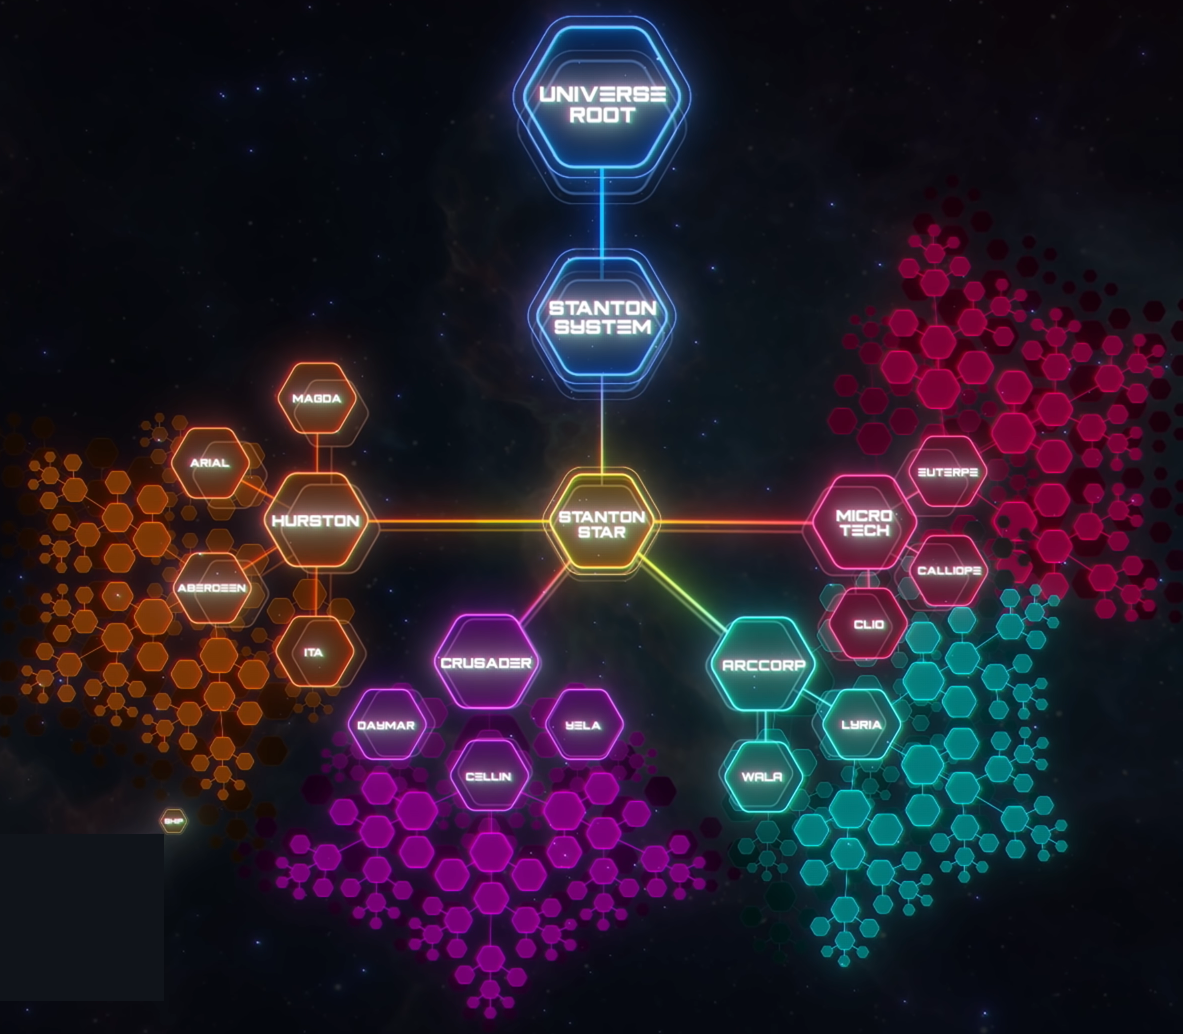 UNIVERSE
ROOT
STANTON
SYSTEM
MAGDA
ARIAL
EUTERPE
HURSTON
STANTON
STAR
MICRO
TECH
CALLIOPE
ABERDEEN
CLIO
ITA
CRUSADER
ARCCORP
DAYMAR
YELA
LYRIA
CELLIN
WALA